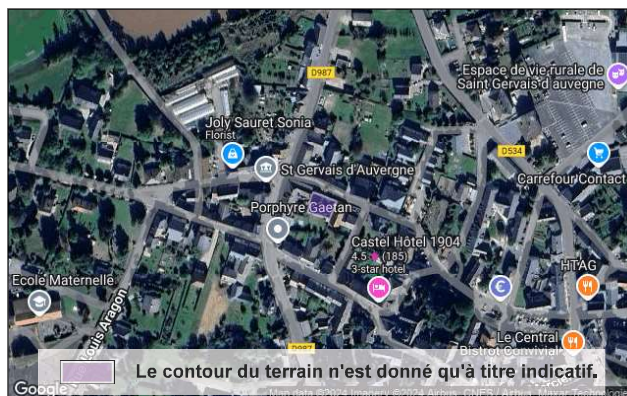 D987
Espace de vie rurale de
Saint Gervais d'auvegne
Joly Sauret Sonia
Florist
D534
St Gervais d'Auvergne
Carrefour Contact
Porphyre Gaetan
Castel Hôtel 1904
4.5 ★ (185)
3-star hotel
Ecole Maternelle
HTAG
€
Louis Aragon
Le Central
Bistrot Convivial
D987
Le contour du terrain n'est donné qu'à titre indicatif.
Google
Map data ©2024 Imagery ©2024 Airbus, CNES / Airbus, Maxar Technologie